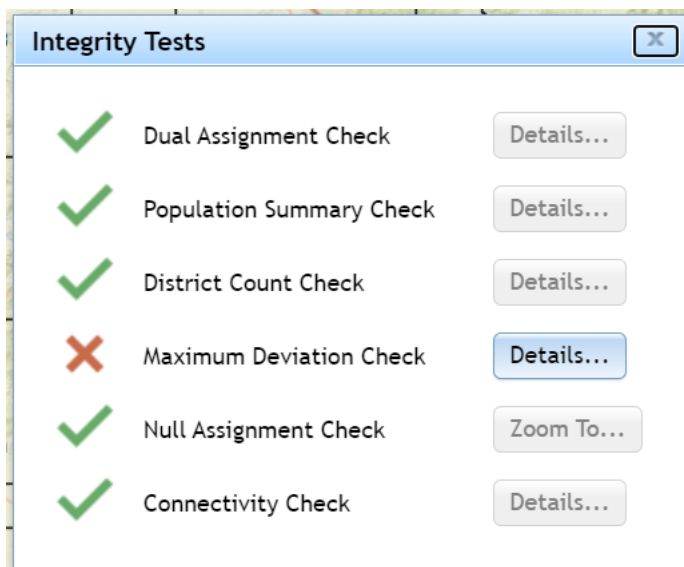 Integrity Tests
x
Dual Assignment Check Details...
Population Summary Check Details...
District Count Check Details...
Maximum Deviation Check Details...
Null Assignment Check Zoom To...
Connectivity Check Details...